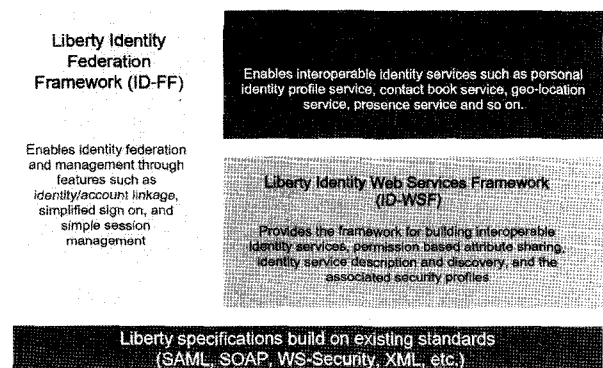 Liberty Identity
Federation
Framework (ID-FF)
Enables identity federation
and management through
features such as
identity/account linkage,
simplified sign on, and
simple session
management
Enables interoperable identity services such as personal
identity profile service, contact book service, geo-location
service, presence service and so on.
Liberty Identity Web Services Framework
(ID-WSF)
Provides the framework for building interoperable
identity services, permission based attribute sharing,
identity service description and discovery, and the
associated security profiles
Liberty specifications build on existing standards
(SAML, SOAP, WS-Security, XML, etc.)